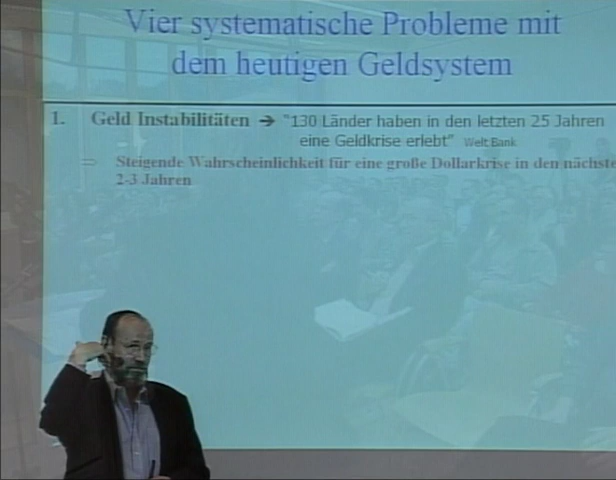 Vier systematische Probleme mit
dem heutigen Geldsystem
1. Geld Instabilitäten → "130 Länder haben in den letzten 25 Jahren
eine Geldkrise erlebt" Welt Bank
⇒ Steigende Wahrscheinlichkeit für eine große Dollarkrise in den nächste
2-3 Jahren